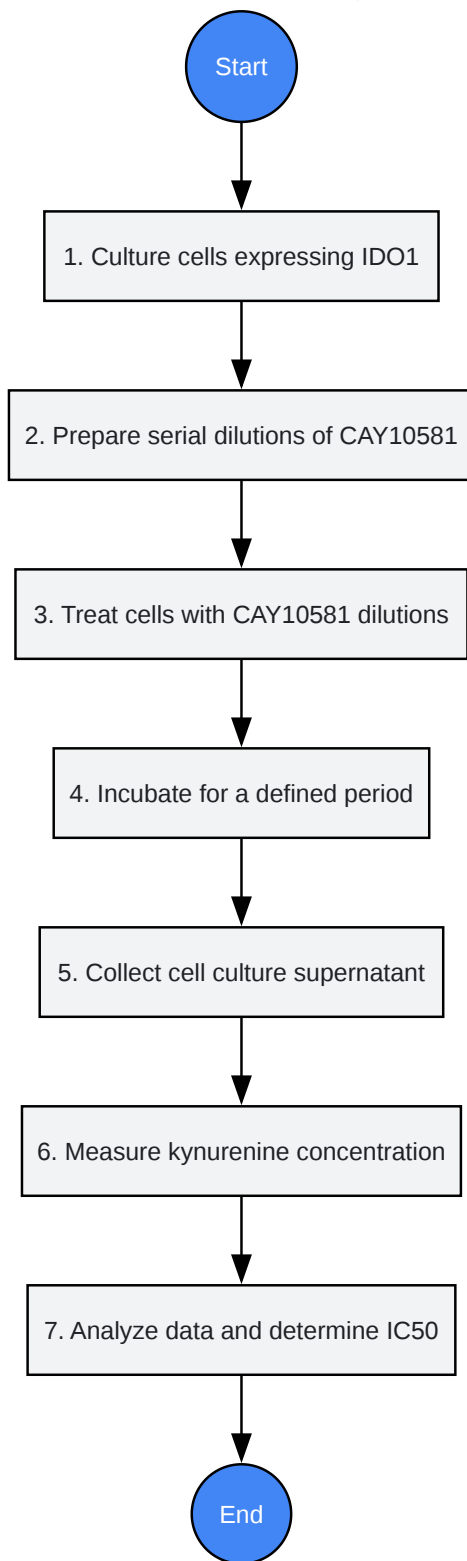 Start
1. Culture cells expressing IDO1
2. Prepare serial dilutions of CAY10581
3. Treat cells with CAY10581 dilutions
4. Incubate for a defined period
5. Collect cell culture supernatant
6. Measure kynurenine concentration
7. Analyze data and determine IC50
End